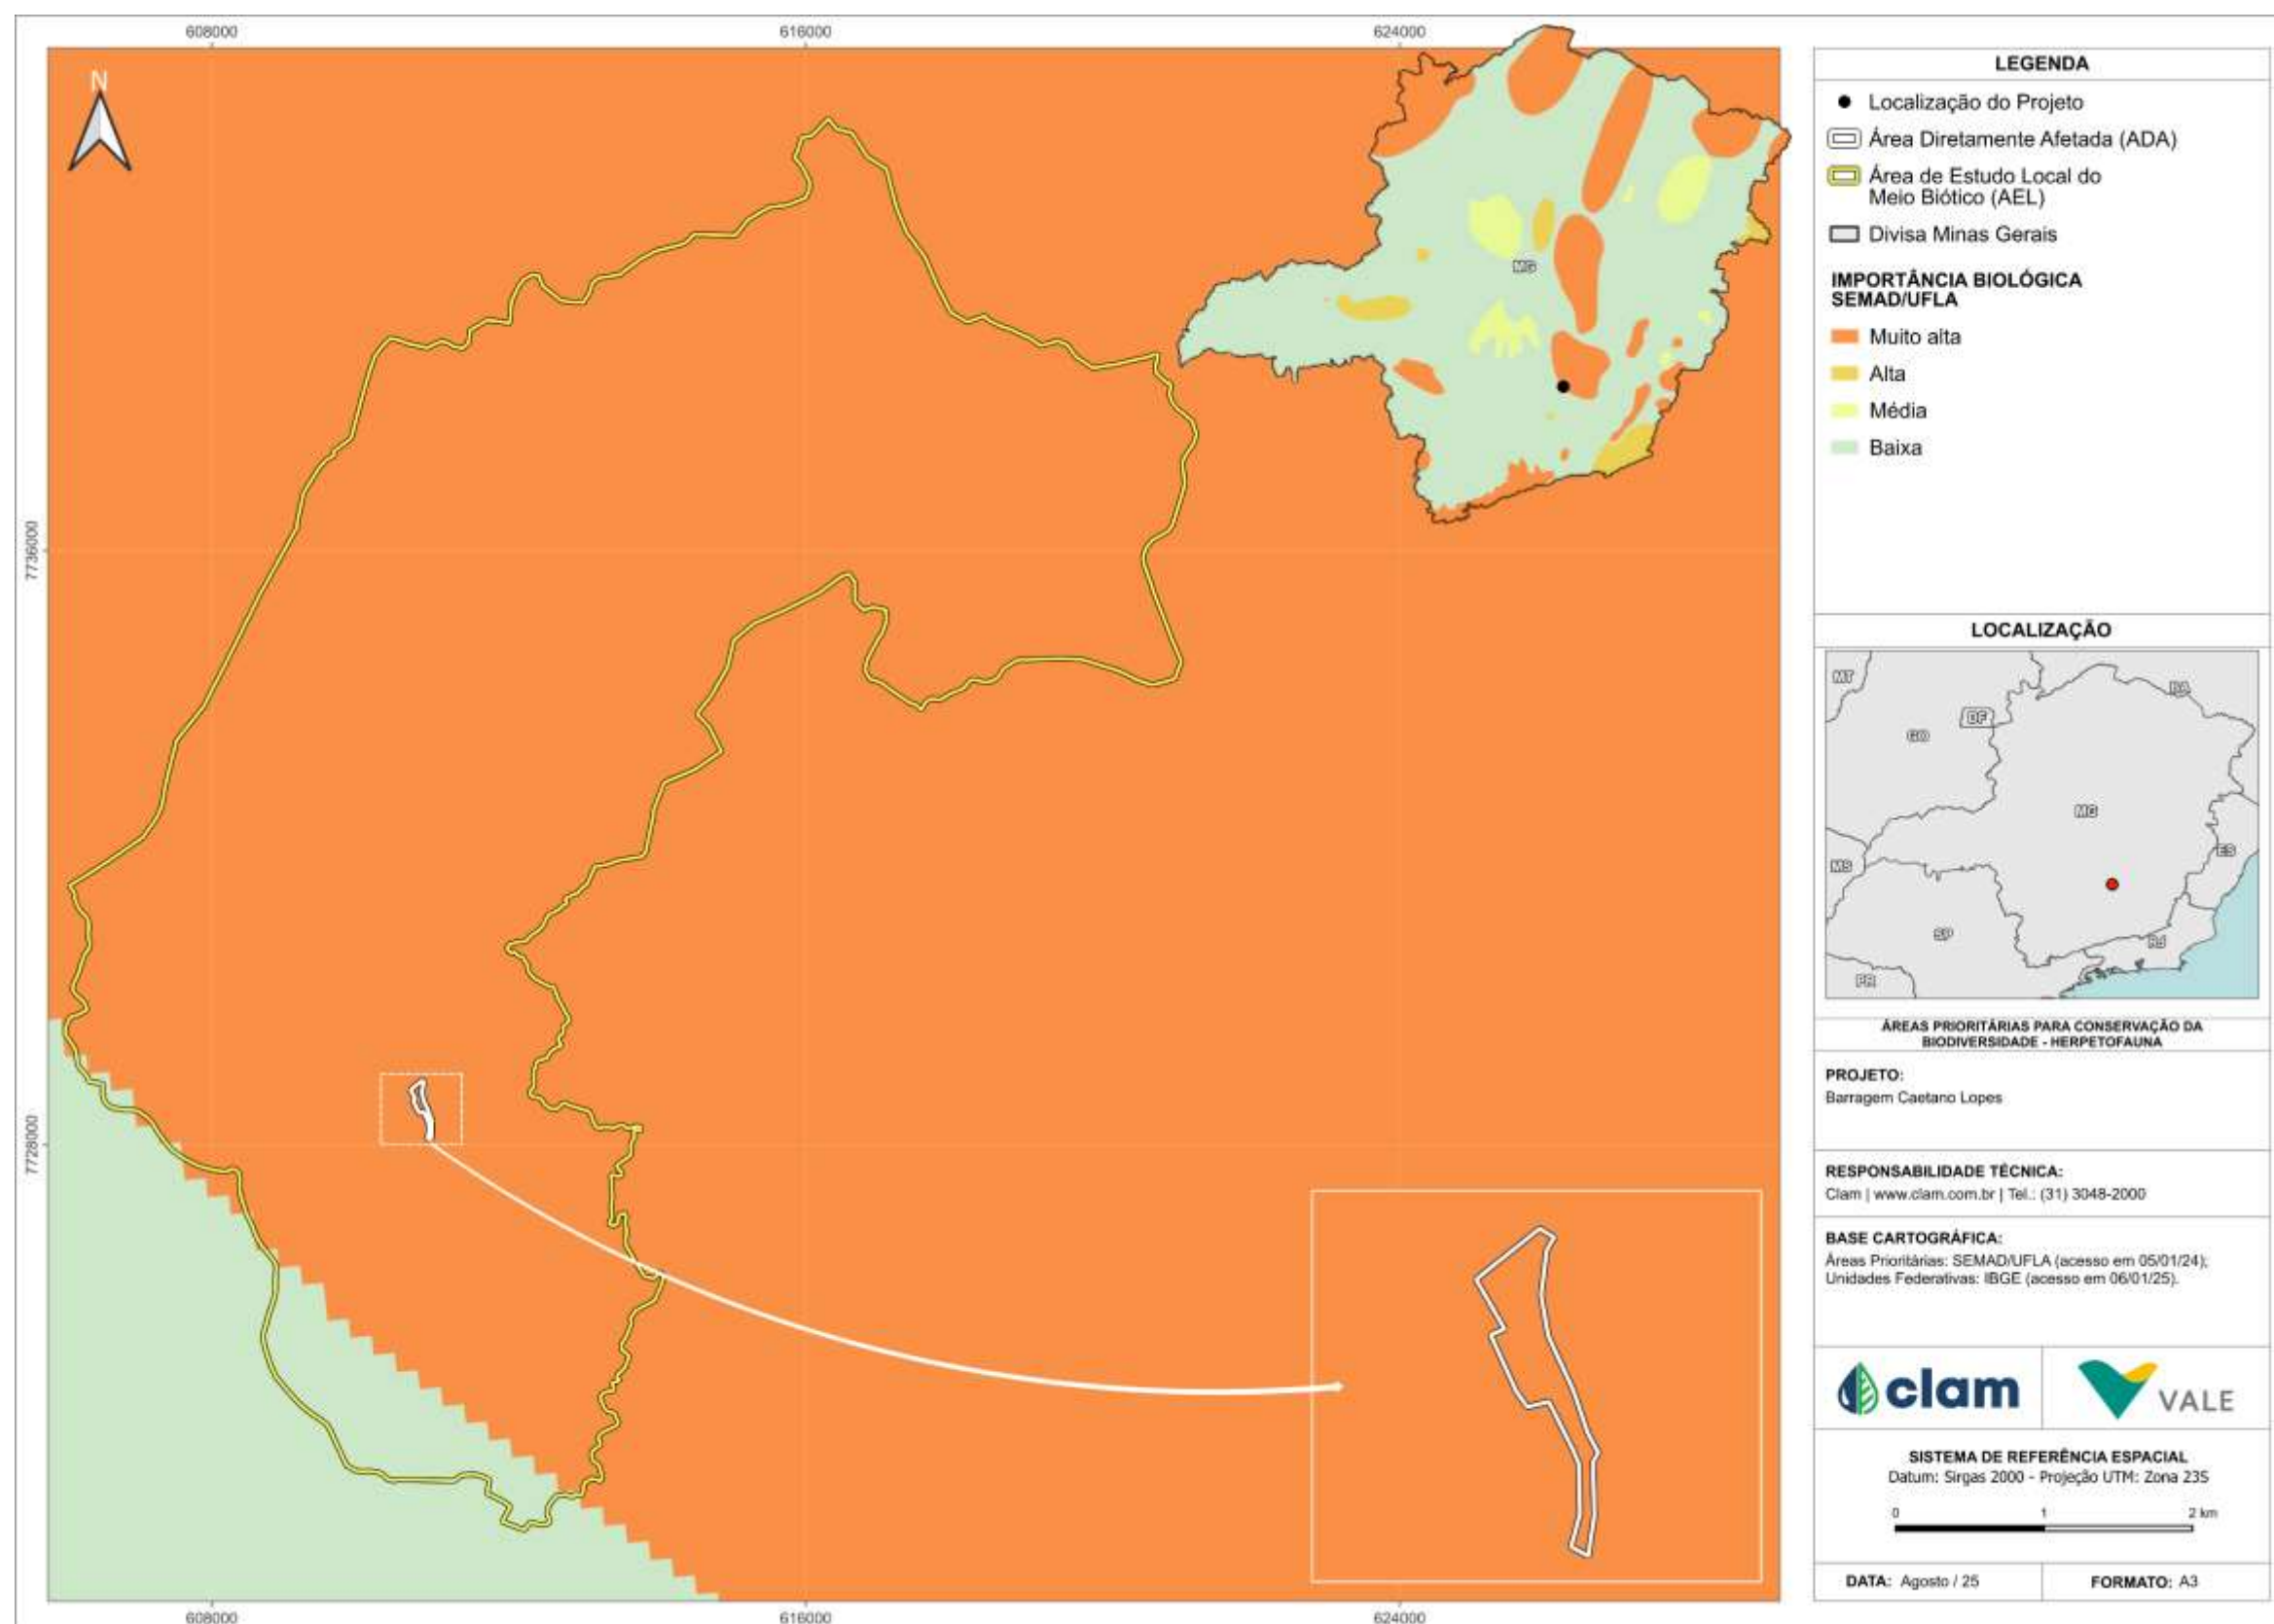 608000
616000
624000
N
7736000
7728000
MG
608000
616000
624000
LEGENDA
Localização do Projeto
Área Diretamente Afetada (ADA)
Área de Estudo Local do
Meio Biótico (AEL)
Divisa Minas Gerais
IMPORTÂNCIA BIOLÓGICA
SEMAD/UFLA
Muito alta
Alta
Média
Baixa
LOCALIZAÇÃO
MT
BA
DF
GO
MG
MS
ES
SP
RJ
PR
ÁREAS PRIORITÁRIAS PARA CONSERVAÇÃO DA
BIODIVERSIDADE - HERPETOFAUNA
PROJETO:
Barragem Caetano Lopes
RESPONSABILIDADE TÉCNICA:
Clam | www.clam.com.br | Tel.: (31) 3048-2000
BASE CARTOGRÁFICA:
Áreas Prioritárias: SEMAD/UFLA (acesso em 05/01/24);
Unidades Federativas: IBGE (acesso em 06/01/25).
clam
VALE
SISTEMA DE REFERÊNCIA ESPACIAL
Datum: Sirgas 2000 - Projeção UTM: Zona 23S
0 1 2 km
DATA: Agosto / 25
FORMATO: A3